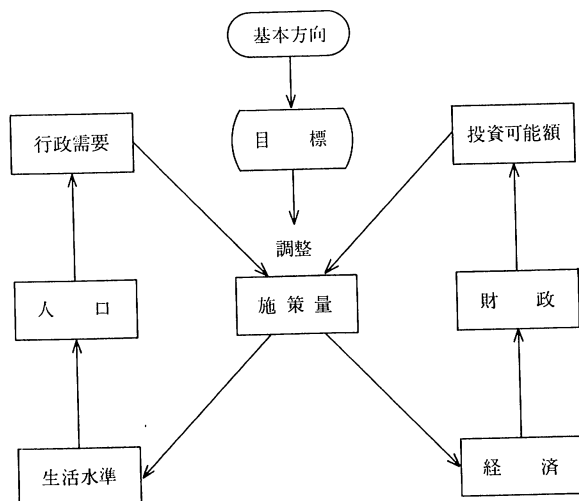 基本方向
目標
行政需要
投資可能額
調整
施策量
人口
財政
生活水準
経済